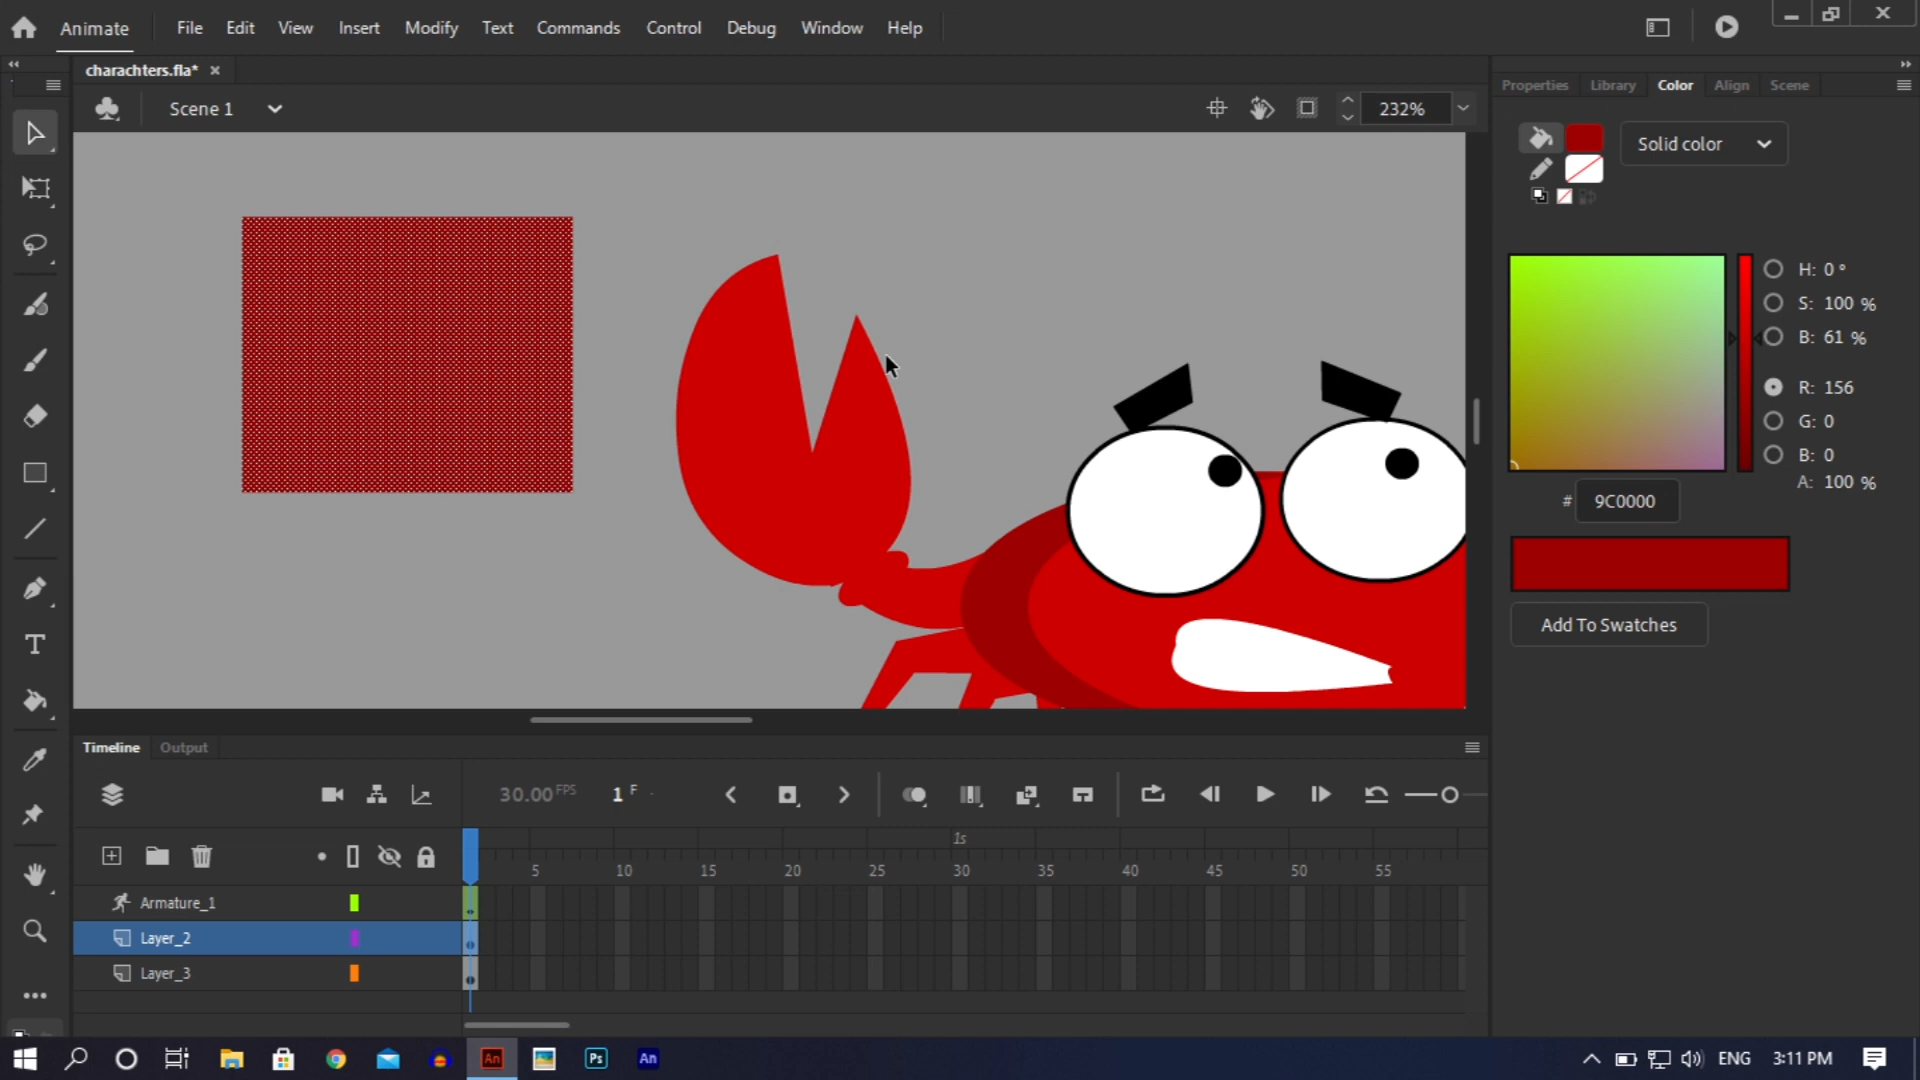 Animate File Edit View Insert Modify Text Commands Control Debug Window Help
charachters.fla*
Scene 1 232%
Properties Library Color Align Scene
Solid color
H: 0 °
S: 100 %
B: 61 %
R: 156
G: 0
B: 0
A: 100 %
# 9C0000
Add To Swatches
Timeline Output
30.00 FPS 1 F
1s
5 10 15 20 25 30 35 40 45 50 55
Armature_1
Layer_2
Layer_3
An Ps An ENG 3:11 PM